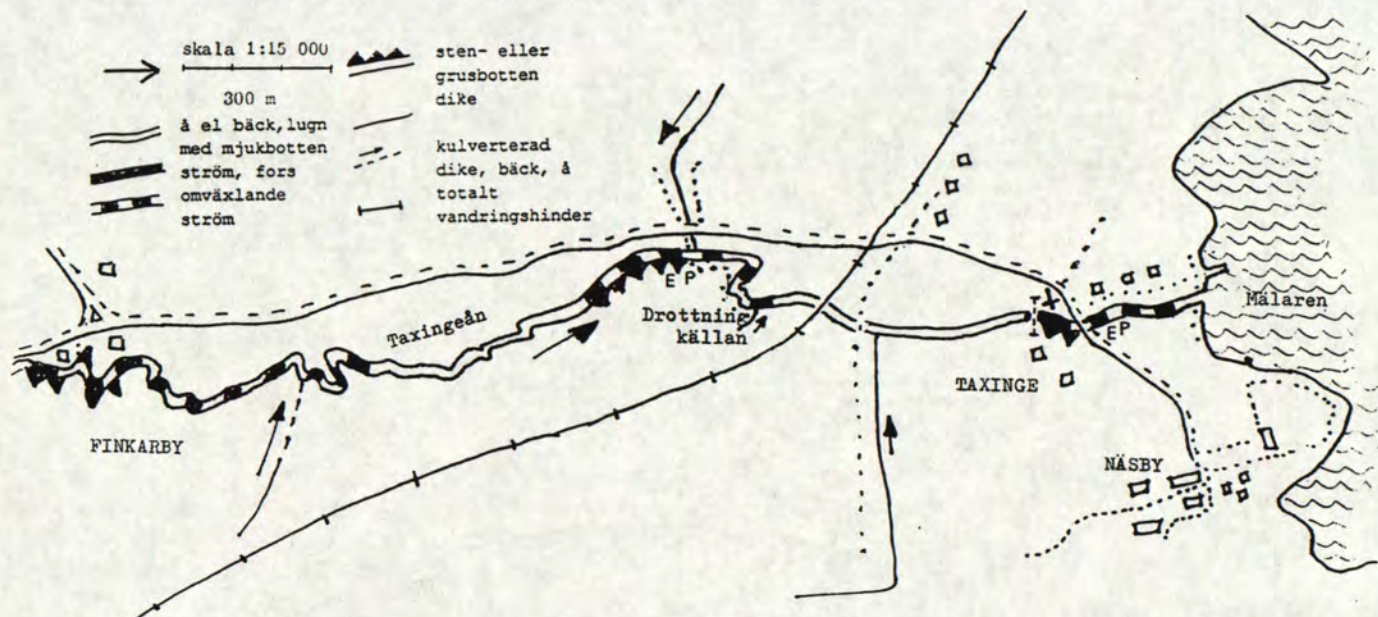 skala 1:15 000
300 m
å el bäck, lugn
med mjukbotten
ström, fors
omväxlande
ström
sten- eller
grusbotten
dike
kulverterad
dike, bäck, å
totalt
vandringshinder
Taxingeån
E P
Drottning
källan
E P
Mälaren
TAXINGE
FINKARBY
NÄSBY